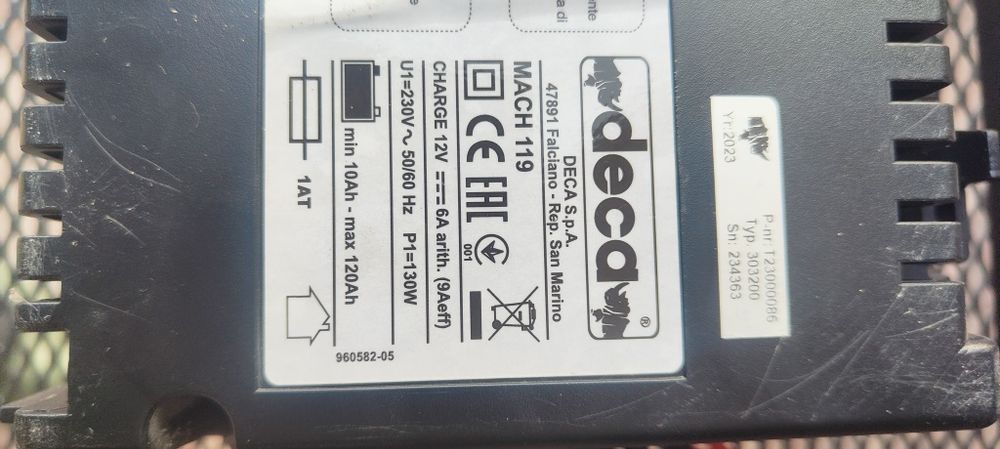 nte
a di
deca
®
DECA S.p.A.
47891 Falciano - Rep. San Marino
MACH 119
CE EAC 001
CHARGE 12V ⎓ 6A arith. (9Aeff)
U1=230V ~ 50/60 Hz P1=130W
min 10Ah - max 120Ah
1AT
960582-05
Yr 2023
P-nr: T23000086
Typ. 303200
Sn: 234363